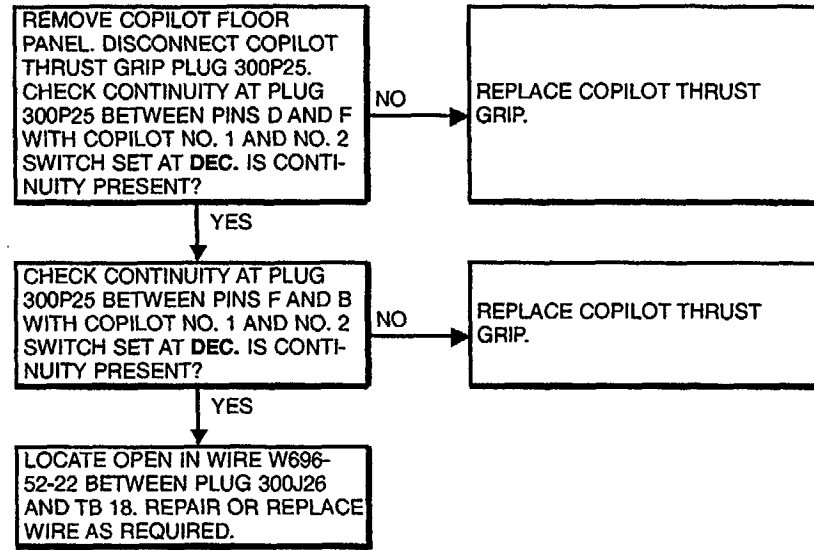 REMOVE COPILOT FLOOR
PANEL. DISCONNECT COPILOT
THRUST GRIP PLUG 300P25.
CHECK CONTINUITY AT PLUG
300P25 BETWEEN PINS D AND F
WITH COPILOT NO. 1 AND NO. 2
SWITCH SET AT DEC. IS CONTI-
NUITY PRESENT?
NO
REPLACE COPILOT THRUST
GRIP.
YES
CHECK CONTINUITY AT PLUG
300P25 BETWEEN PINS F AND B
WITH COPILOT NO. 1 AND NO. 2
SWITCH SET AT DEC. IS CONTI-
NUITY PRESENT?
NO
REPLACE COPILOT THRUST
GRIP.
YES
LOCATE OPEN IN WIRE W696-
52-22 BETWEEN PLUG 300J26
AND TB 18. REPAIR OR REPLACE
WIRE AS REQUIRED.